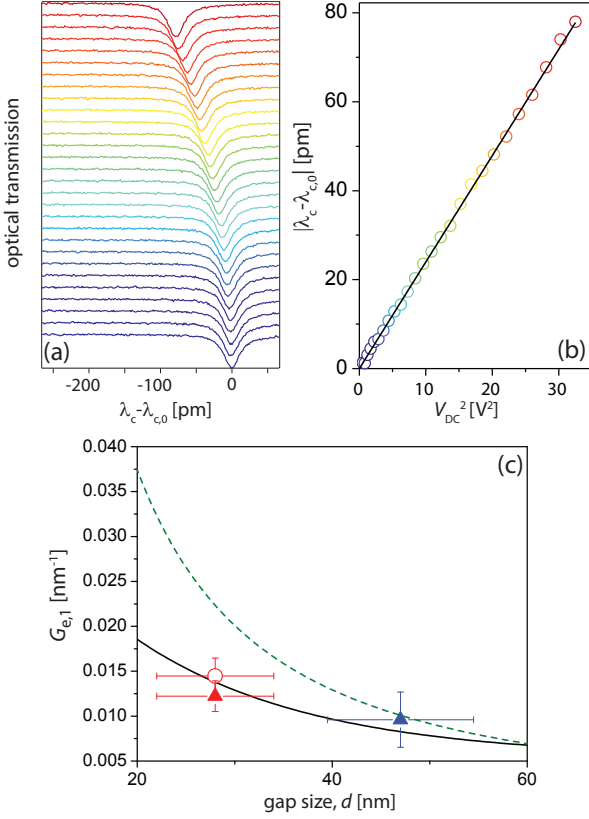 optical transmission
(a)
-200 -100 0
λc-λc,0 [pm]
|λc-λc,0| [pm]
80
60
40
20
0
(b)
0 10 20 30
VDC² [V²]
(c)
Ge,1 [nm⁻¹]
0.040
0.035
0.030
0.025
0.020
0.015
0.010
0.005
20 40 60
gap size, d [nm]